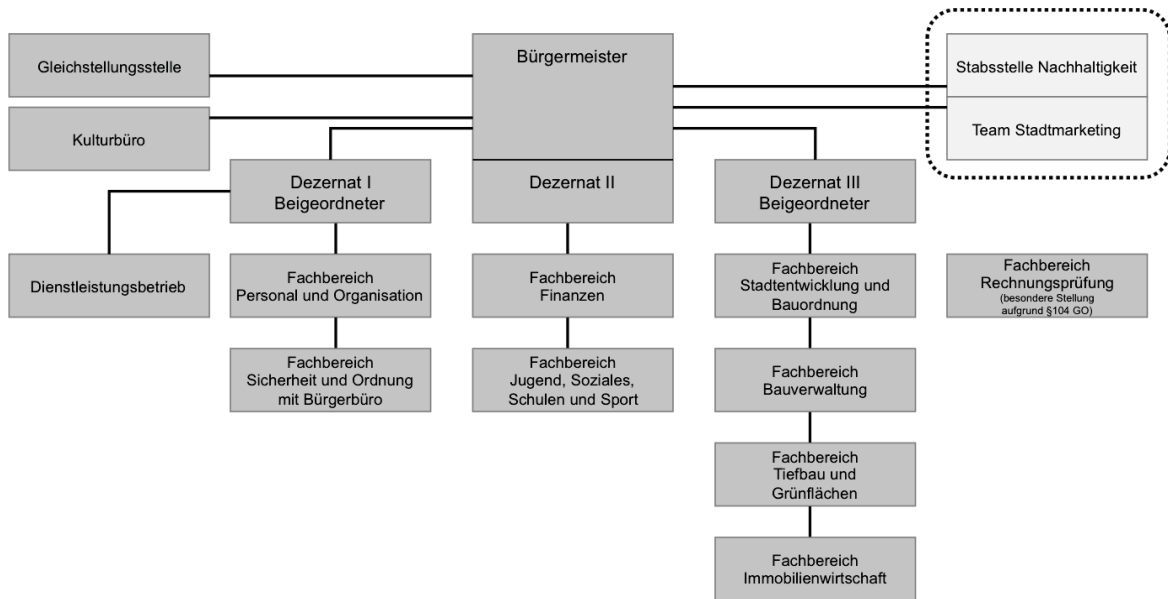 Gleichstellungsstelle
Bürgermeister
Stabsstelle Nachhaltigkeit
Kulturbüro
Team Stadtmarketing
Dezernat I
Beigeordneter
Dezernat II
Dezernat III
Beigeordneter
Dienstleistungsbetrieb
Fachbereich
Personal und Organisation
Fachbereich
Finanzen
Fachbereich
Stadtentwicklung und
Bauordnung
Fachbereich
Rechnungsprüfung
(besondere Stellung
aufgrund §104 GO)
Fachbereich
Sicherheit und Ordnung
mit Bürgerbüro
Fachbereich
Jugend, Soziales,
Schulen und Sport
Fachbereich
Bauverwaltung
Fachbereich
Tiefbau und
Grünflächen
Fachbereich
Immobilienwirtschaft